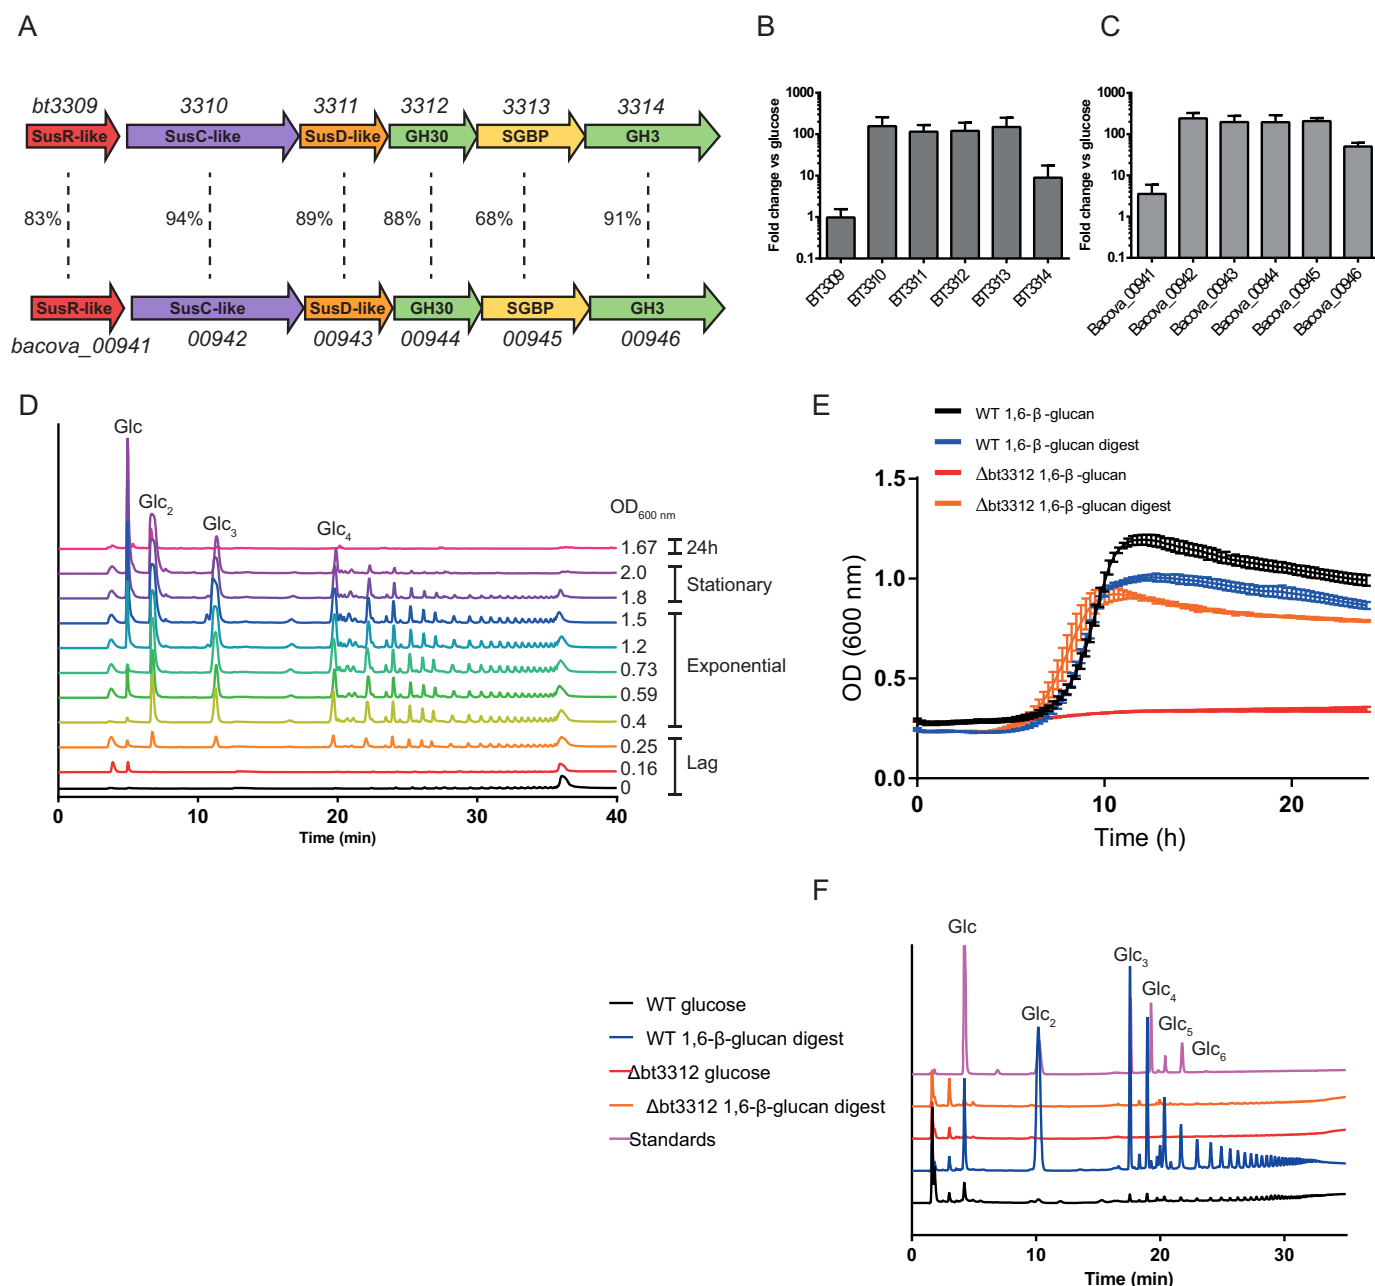 A
bt3309 3310 3311 3312 3313 3314
SusR-like SusC-like SusD-like GH30 SGBP GH3
83% 94% 89% 88% 68% 91%
SusR-like SusC-like SusD-like GH30 SGBP GH3
bacova_00941 00942 00943 00944 00945 00946
B
Fold change vs glucose
1000
100
10
1
0.1
BT3309 BT3310 BT3311 BT3312 BT3313 BT3314
C
Fold change vs glucose
1000
100
10
1
0.1
Bacova_00941 Bacova_00942 Bacova_00943 Bacova_00944 Bacova_00945 Bacova_00946
D
Glc
Glc2
Glc3
Glc4
OD600 nm
1.67 24h
2.0
Stationary
1.8
1.5
1.2
0.73 Exponential
0.59
0.4
0.25
Lag
0.16
0
0 10 20 30 40
Time (min)
E
WT 1,6-β-glucan
WT 1,6-β-glucan digest
Δbt3312 1,6-β-glucan
Δbt3312 1,6-β-glucan digest
OD (600 nm)
1.5
1.0
0.5
0.0
0 10 20
Time (h)
F
WT glucose
WT 1,6-β-glucan digest
Δbt3312 glucose
Δbt3312 1,6-β-glucan digest
Standards
Glc
Glc2
Glc3
Glc4
Glc5
Glc6
0 10 20 30
Time (min)